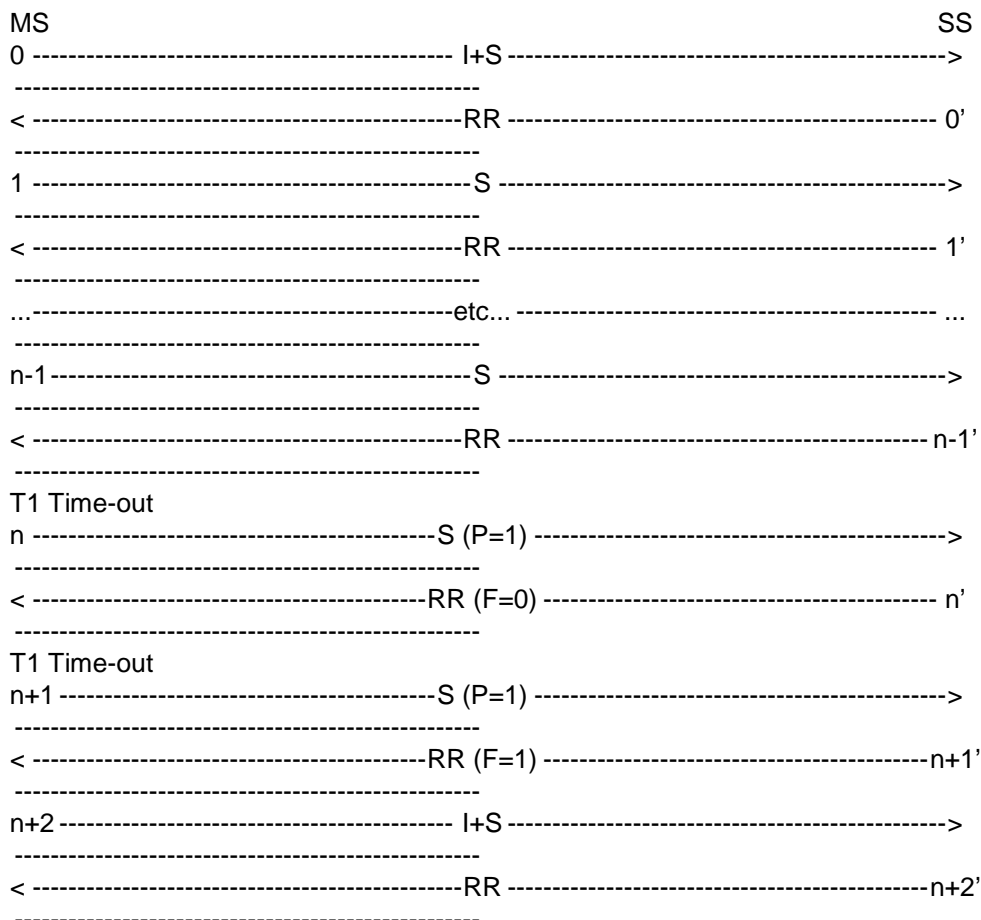 MS SS
0 ----------------------------------------------- I+S ------------------------------------------------->
----------------------------------------------------
< ------------------------------------------------RR ------------------------------------------------ 0'
----------------------------------------------------
1 -------------------------------------------------S -------------------------------------------------->
----------------------------------------------------
< ------------------------------------------------RR ------------------------------------------------ 1'
----------------------------------------------------
...-----------------------------------------------etc... ----------------------------------------------- ...
----------------------------------------------------
n-1-----------------------------------------------S -------------------------------------------------->
----------------------------------------------------
< ------------------------------------------------RR ----------------------------------------------- n-1’
----------------------------------------------------
T1 Time-out
n ---------------------------------------------S (P=1) ---------------------------------------------->
----------------------------------------------------
< --------------------------------------------RR (F=0) -------------------------------------------- n’
----------------------------------------------------
T1 Time-out
n+1 ------------------------------------------S (P=1) ---------------------------------------------->
----------------------------------------------------
< --------------------------------------------RR (F=1) -------------------------------------------n+1’
----------------------------------------------------
n+2 -------------------------------------------- I+S ------------------------------------------------->
----------------------------------------------------
< ------------------------------------------------RR -----------------------------------------------n+2’
----------------------------------------------------